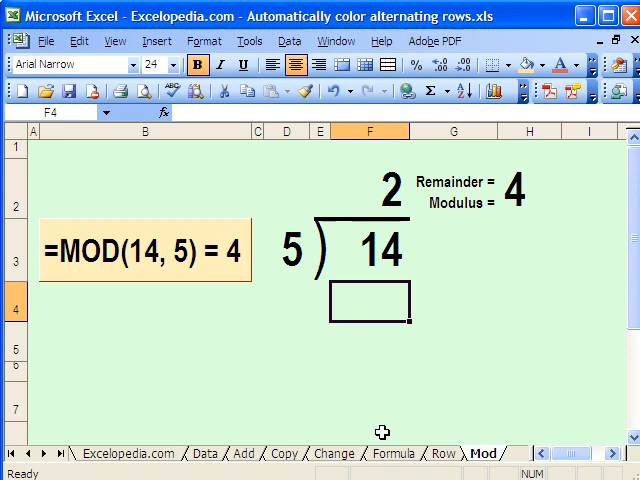 Microsoft Excel - Excelopedia.com - Automatically color alternating rows.xls
File Edit View Insert Format Tools Data Window Help Adobe PDF
Arial Narrow 24 B I U %
Σ
F4 fx
A B C D E F G H I
1
2 2 Remainder = 4
Modulus =
3 =MOD(14, 5) = 4 5 ) 14
4
5
6
7
Excelopedia.com Data Add Copy Change Formula Row Mod
Ready NUM